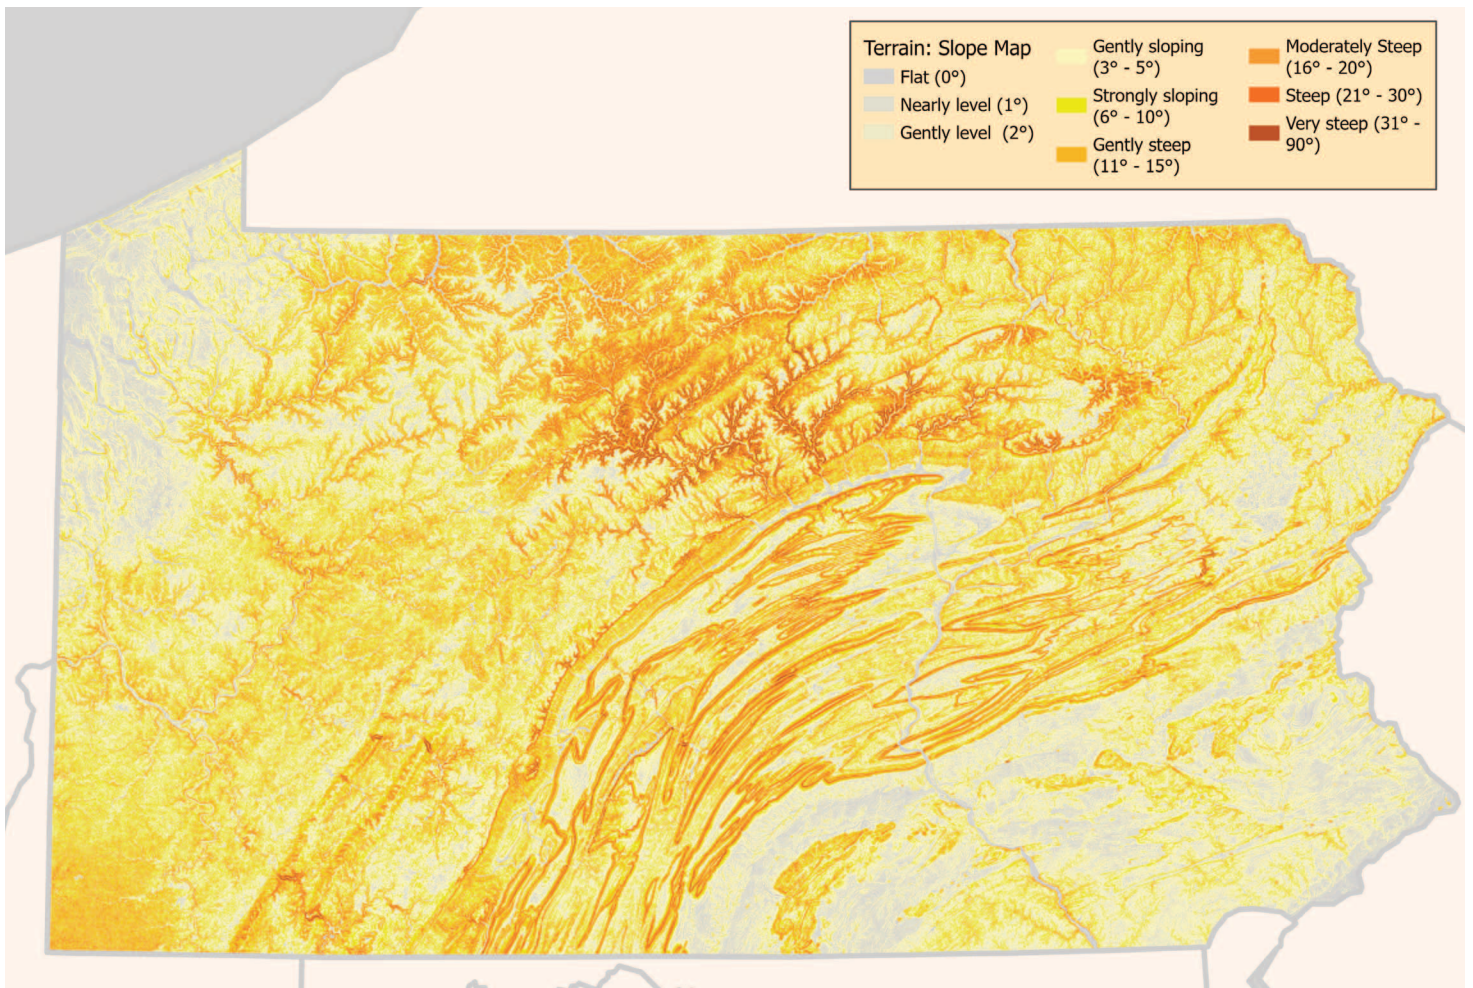 Terrain: Slope Map
Flat (0°)
Nearly level (1°)
Gently level (2°)
Gently sloping
(3° - 5°)
Strongly sloping
(6° - 10°)
Gently steep
(11° - 15°)
Moderately Steep
(16° - 20°)
Steep (21° - 30°)
Very steep (31° -
90°)